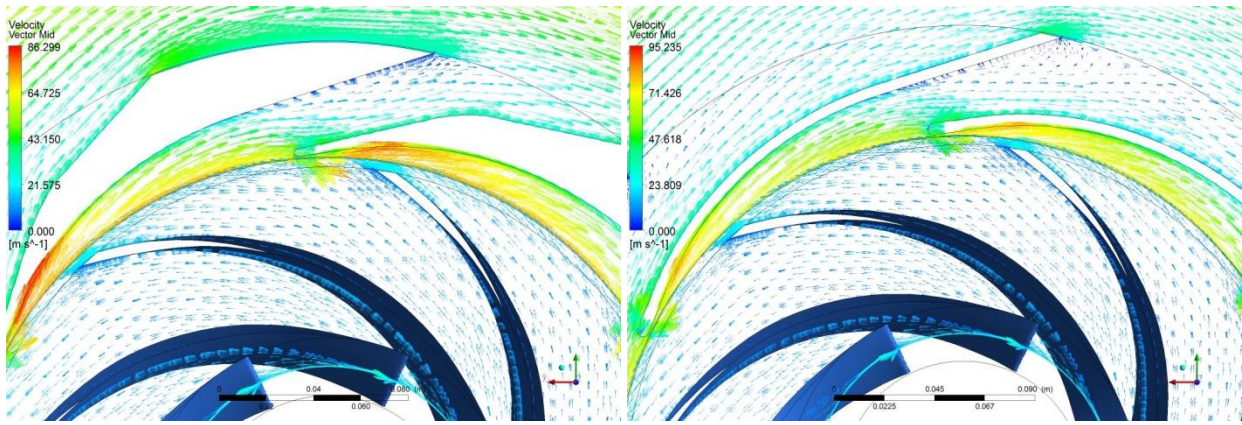 Velocity
Vector Mid
86.299
64.725
43.150
21.575
0.000
[m s^-1]
0.04
0.080 (m)
0.02
0.060
Velocity
Vector Mid
95.235
71.426
47.618
23.809
0.000
[m s^-1]
0
0.045
0.090 (m)
0.0225
0.067